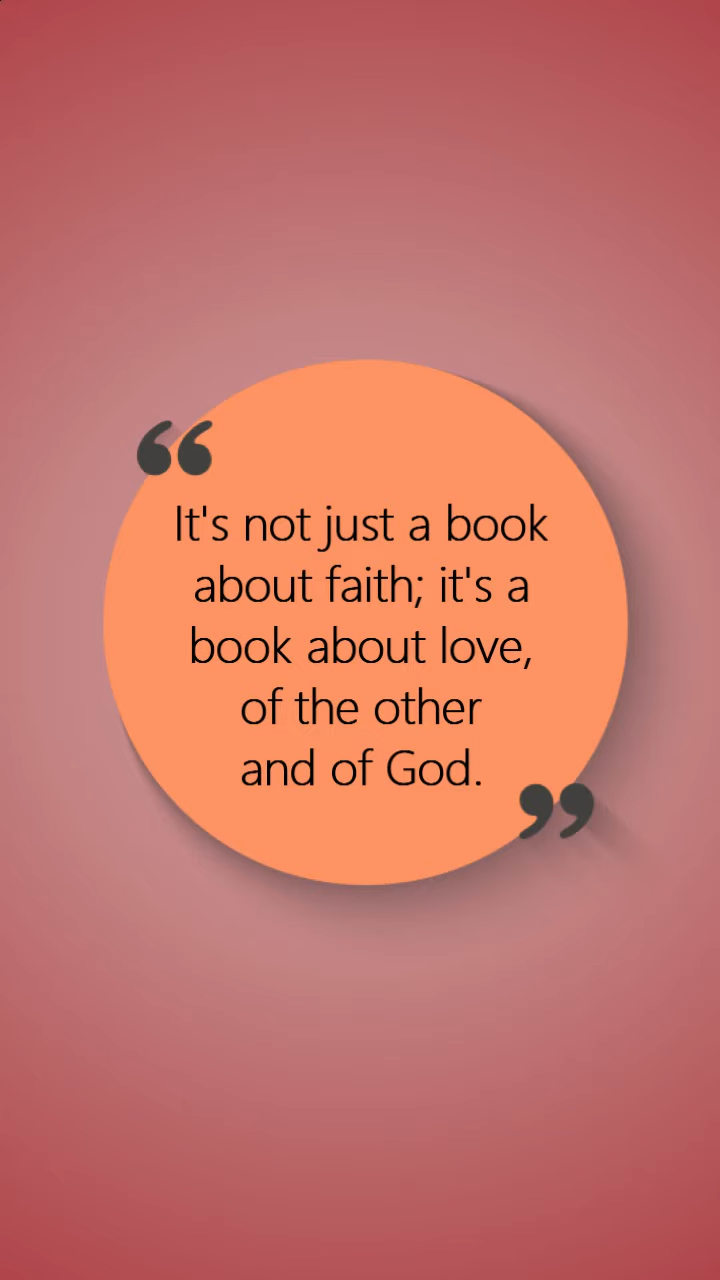 “
It's not just a book
about faith; it's a
book about love,
of the other
and of God.
”